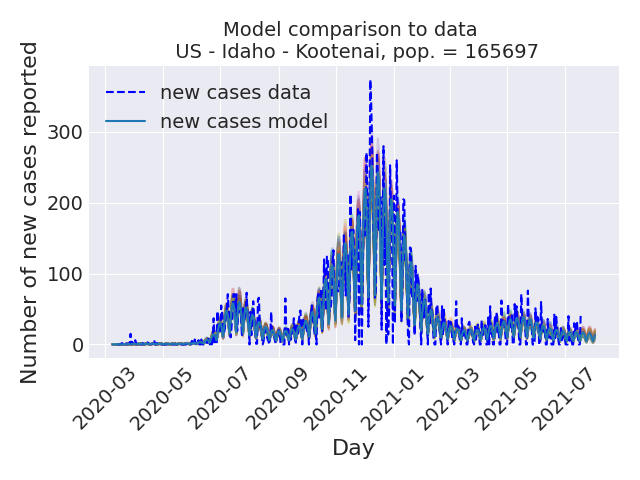 Model comparison to data
US - Idaho - Kootenai, pop. = 165697
Number of new cases reported
new cases data
new cases model
300
200
100
0
2020-03
2020-05
2020-07
2020-09
2020-11
2021-01
2021-03
2021-05
2021-07
Day